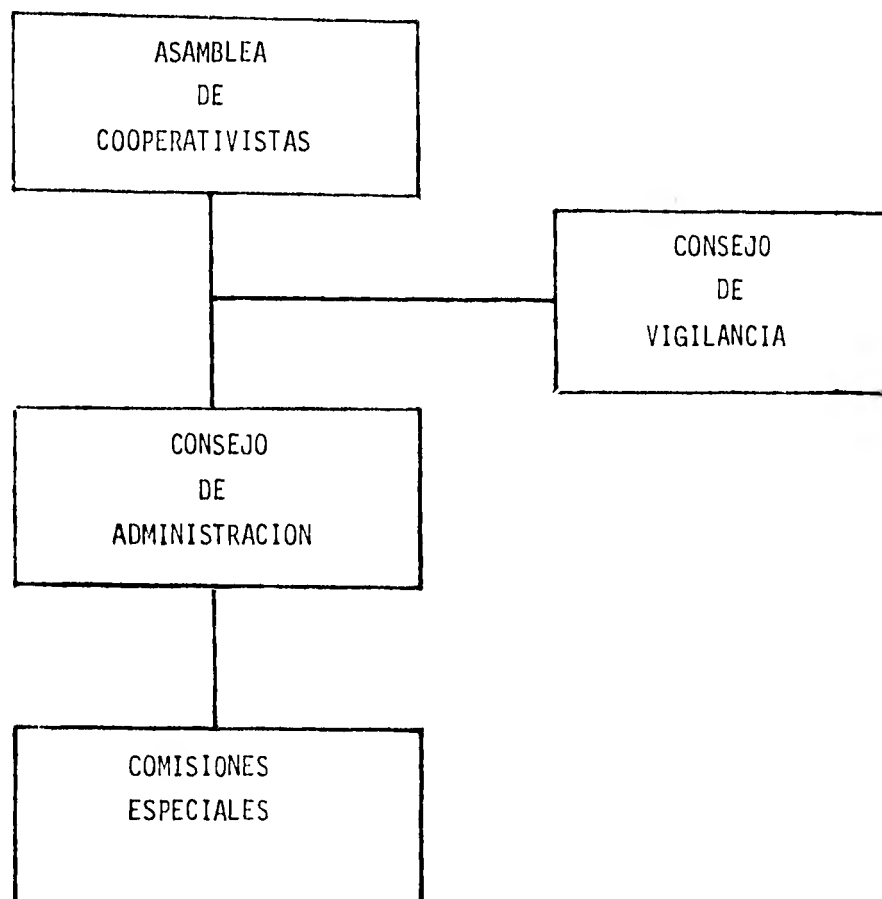 ASAMBLEA
DE
COOPERATIVISTAS
CONSEJO
DE
VIGILANCIA
CONSEJO
DE
ADMINISTRACION
COMISIONES
ESPECIALES